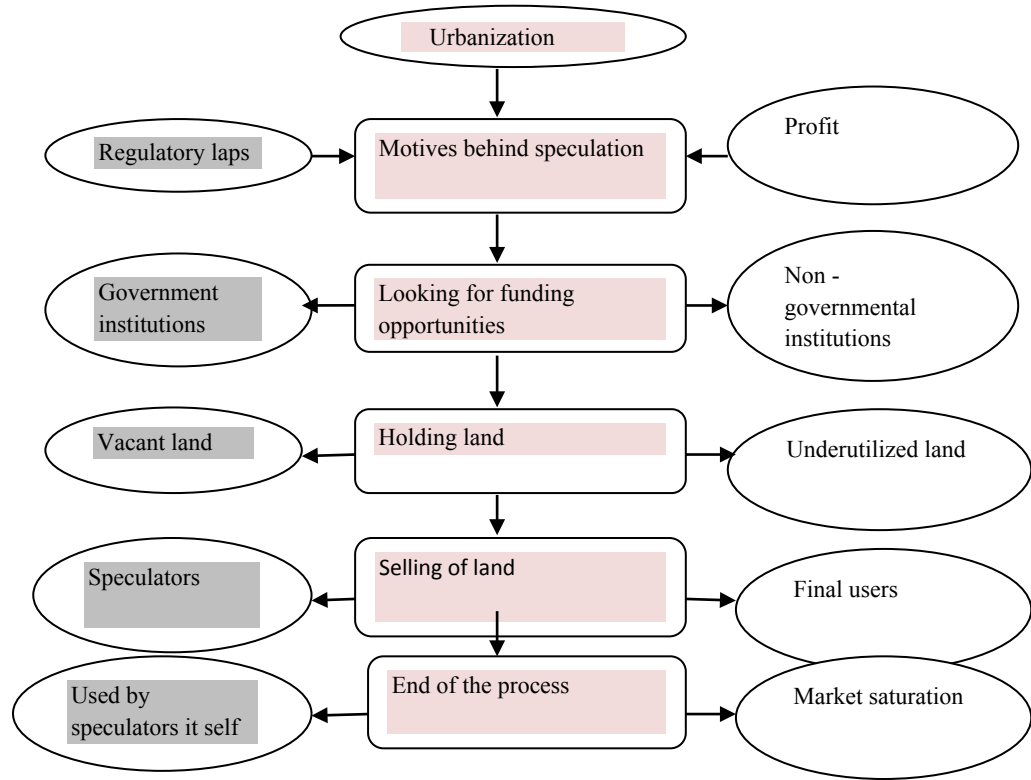 Urbanization
Regulatory laps
Motives behind speculation
Profit
Government
institutions
Looking for funding
opportunities
Non -
governmental
institutions
Vacant land
Holding land
Underutilized land
Speculators
Selling of land
Final users
Used by
speculators it self
End of the process
Market saturation